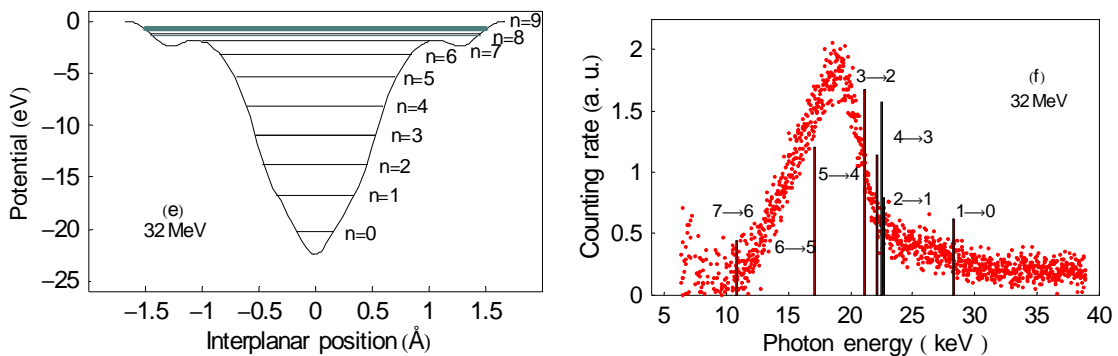 Potential (eV)
0
−5
−10
−15
−20
−25
n=9
n=8
n=7
n=6
n=5
n=4
n=3
n=2
n=1
n=0
(e)
32 MeV
−1.5 −1 −0.5 0 0.5 1 1.5
Interplanar position (Å)
Counting rate (a. u.)
2
1.5
1
0.5
0
3→2
(f)
32 MeV
4→3
5→4
2→1
7→6
1→0
6→5
5 10 15 20 25 30 35 40
Photon energy ( keV)